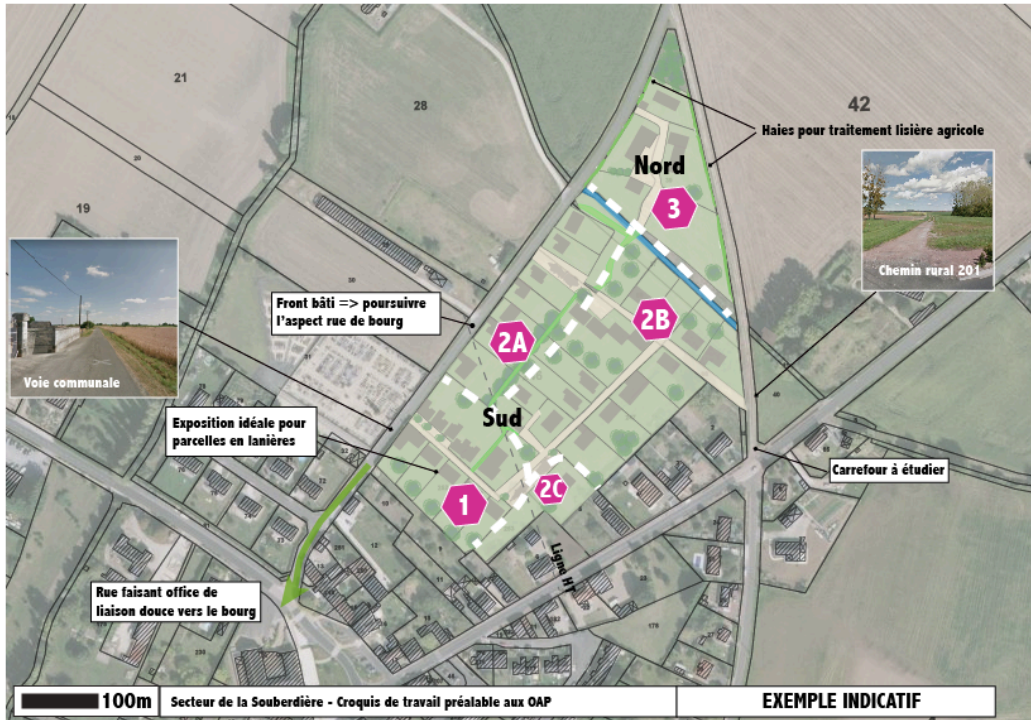 21
28
42
Haies pour traitement lisière agricole
Nord
3
19
Chemin rural 201
Front bâti => poursuivre
l'aspect rue de bourg
2A
2B
Voie communale
Sud
Exposition idéale pour
parcelles en lanières
Carrefour à étudier
1
2C
Ligne HT
Rue faisant office de
liaison douce vers le bourg
100m
Secteur de la Souberdière - Croquis de travail préalable aux OAP
EXEMPLE INDICATIF